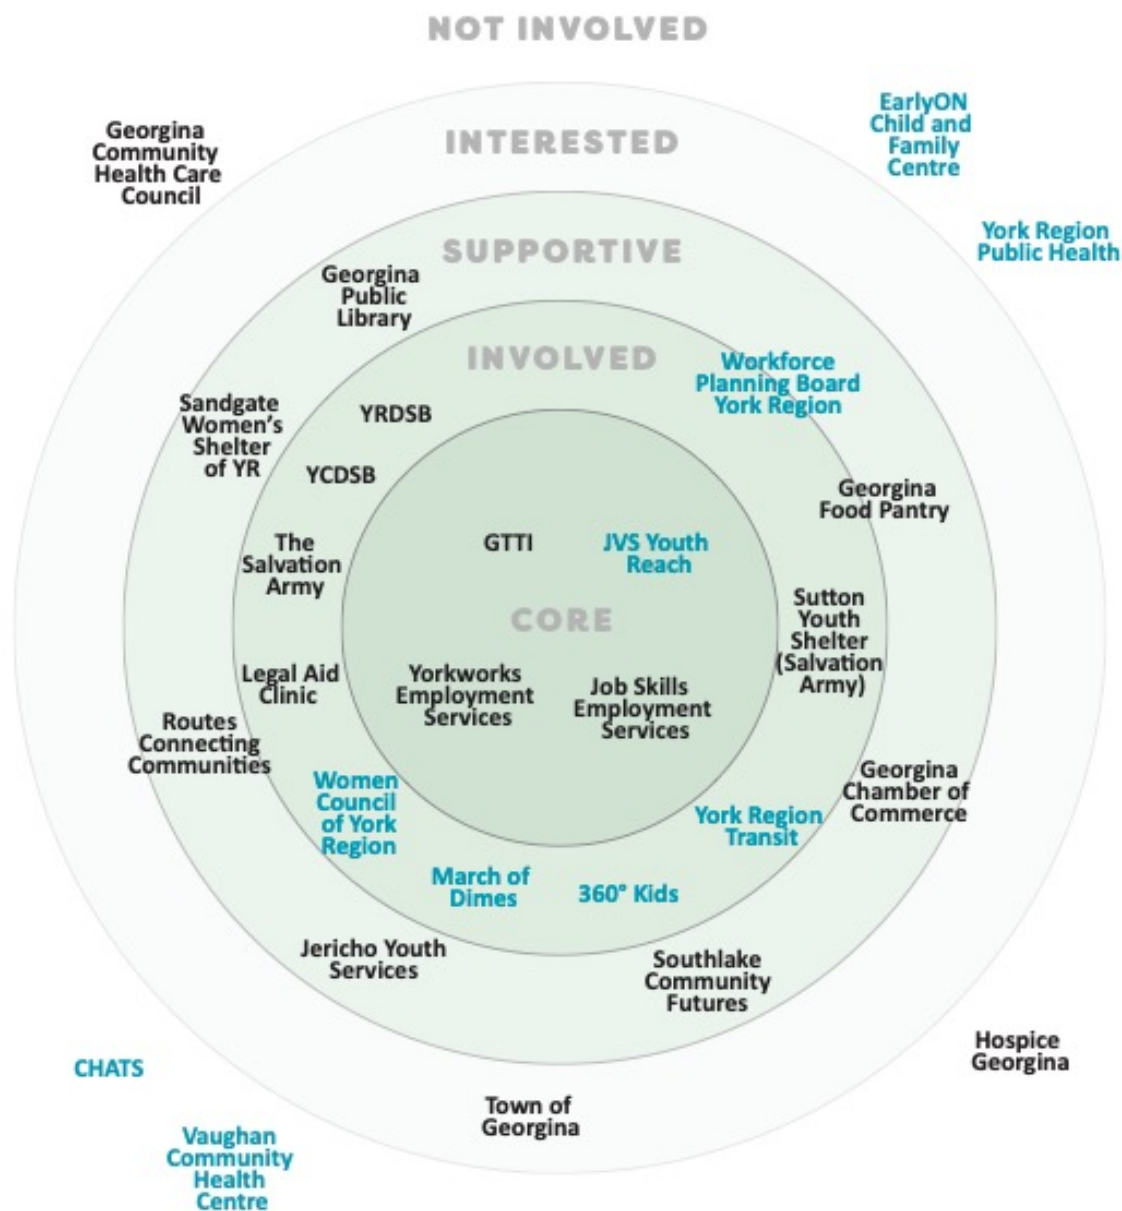 NOT INVOLVED
EarlyON
Child and
Family
Centre
Georgina
Community
Health Care
Council
INTERESTED
York Region
Public Health
SUPPORTIVE
Georgina
Public
Library
INVOLVED
Workforce
Planning Board
York Region
Sandgate
Women's
Shelter
of YR
YRDSB
YCDSB
Georgina
Food Pantry
The
Salvation
Army
GTTI
JVS Youth
Reach
CORE
Sutton
Youth
Shelter
(Salvation
Army)
Legal Aid
Clinic
Yorkworks
Employment
Services
Job Skills
Employment
Services
Routes
Connecting
Communities
Women
Council
of York
Region
Georgina
Chamber of
Commerce
York Region
Transit
March of
Dimes
360° Kids
Jericho Youth
Services
Southlake
Community
Futures
Hospice
Georgina
CHATS
Town of
Georgina
Vaughan
Community
Health
Centre